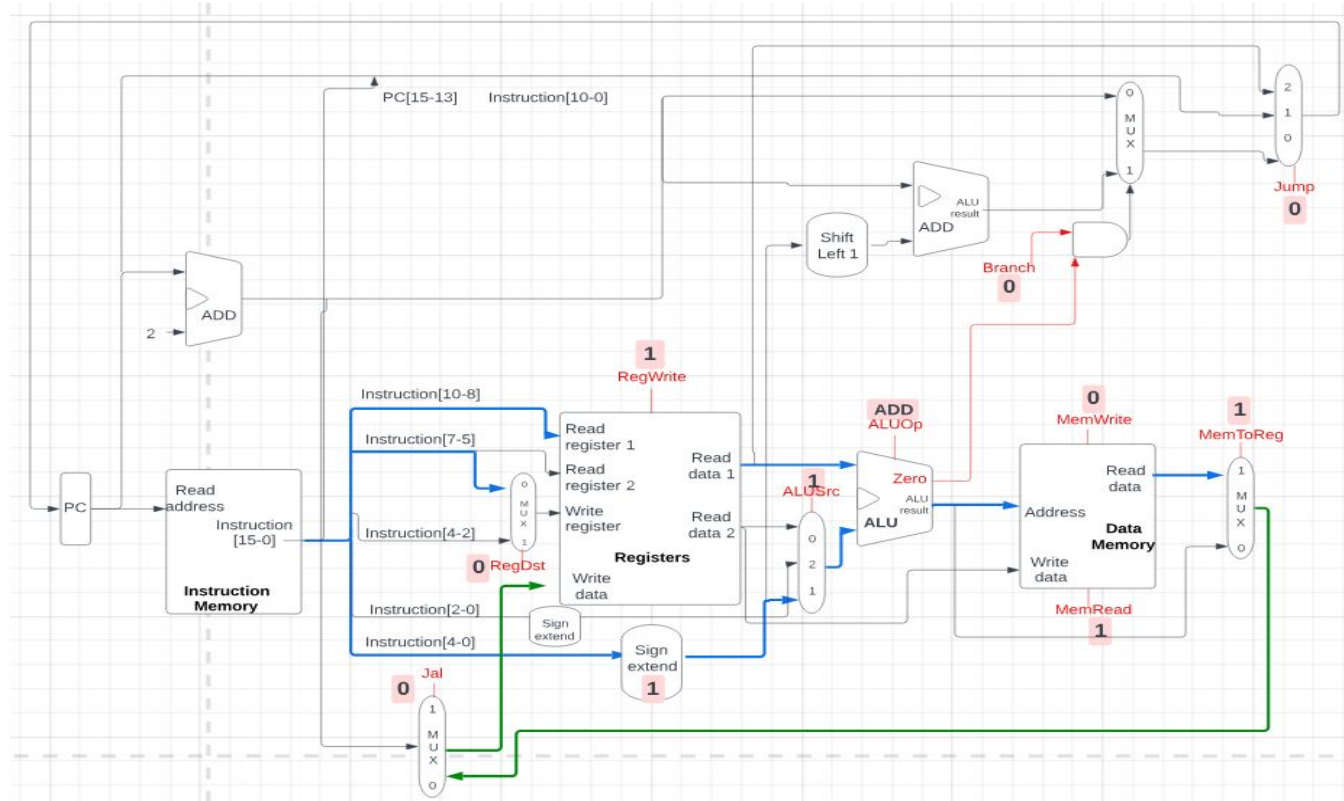 PC[15-13]
Instruction[10-0]
0
M
U
X
1
2
1
0
Jump
0
ALU
result
ADD
Shift
Left 1
Branch
0
ADD
2
1
RegWrite
Instruction[10-8]
Instruction[7-5]
Instruction[4-2]
Instruction[2-0]
Instruction[4-0]
Read
register 1
Read
register 2
Write
register
Write
data
Read
data 1
Read
data 2
Registers
0
M
U
X
1
0
RegDst
PC
Read
address
Instruction
[15-0]
Instruction
Memory
Sign
extend
Sign
extend
1
1
ALUSrc
0
2
1
ADD
ALUOp
Zero
ALU
result
ALU
0
MemWrite
Read
data
Address
Data
Memory
Write
data
MemRead
1
1
MemToReg
1
M
U
X
0
0
Jal
1
M
U
X
0